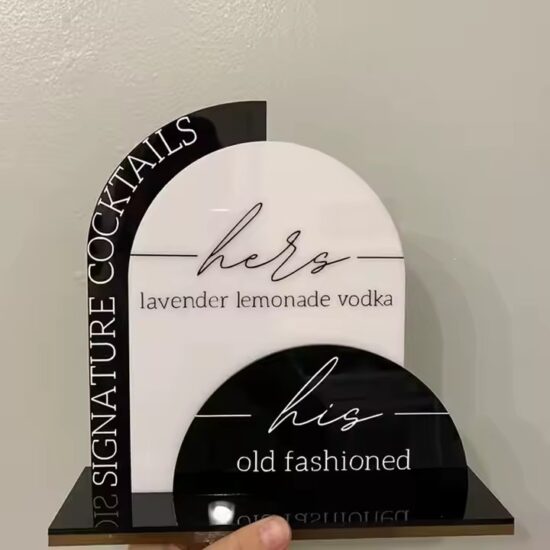 SIGNATURE COCKTAILS
hers
lavender lemonade vodka
his
old fashioned